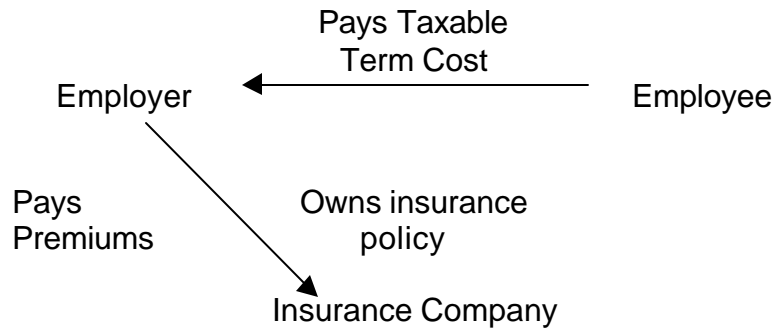 Pays Taxable
Term Cost
Employer
Employee
Pays
Premiums
Owns insurance
policy
Insurance Company